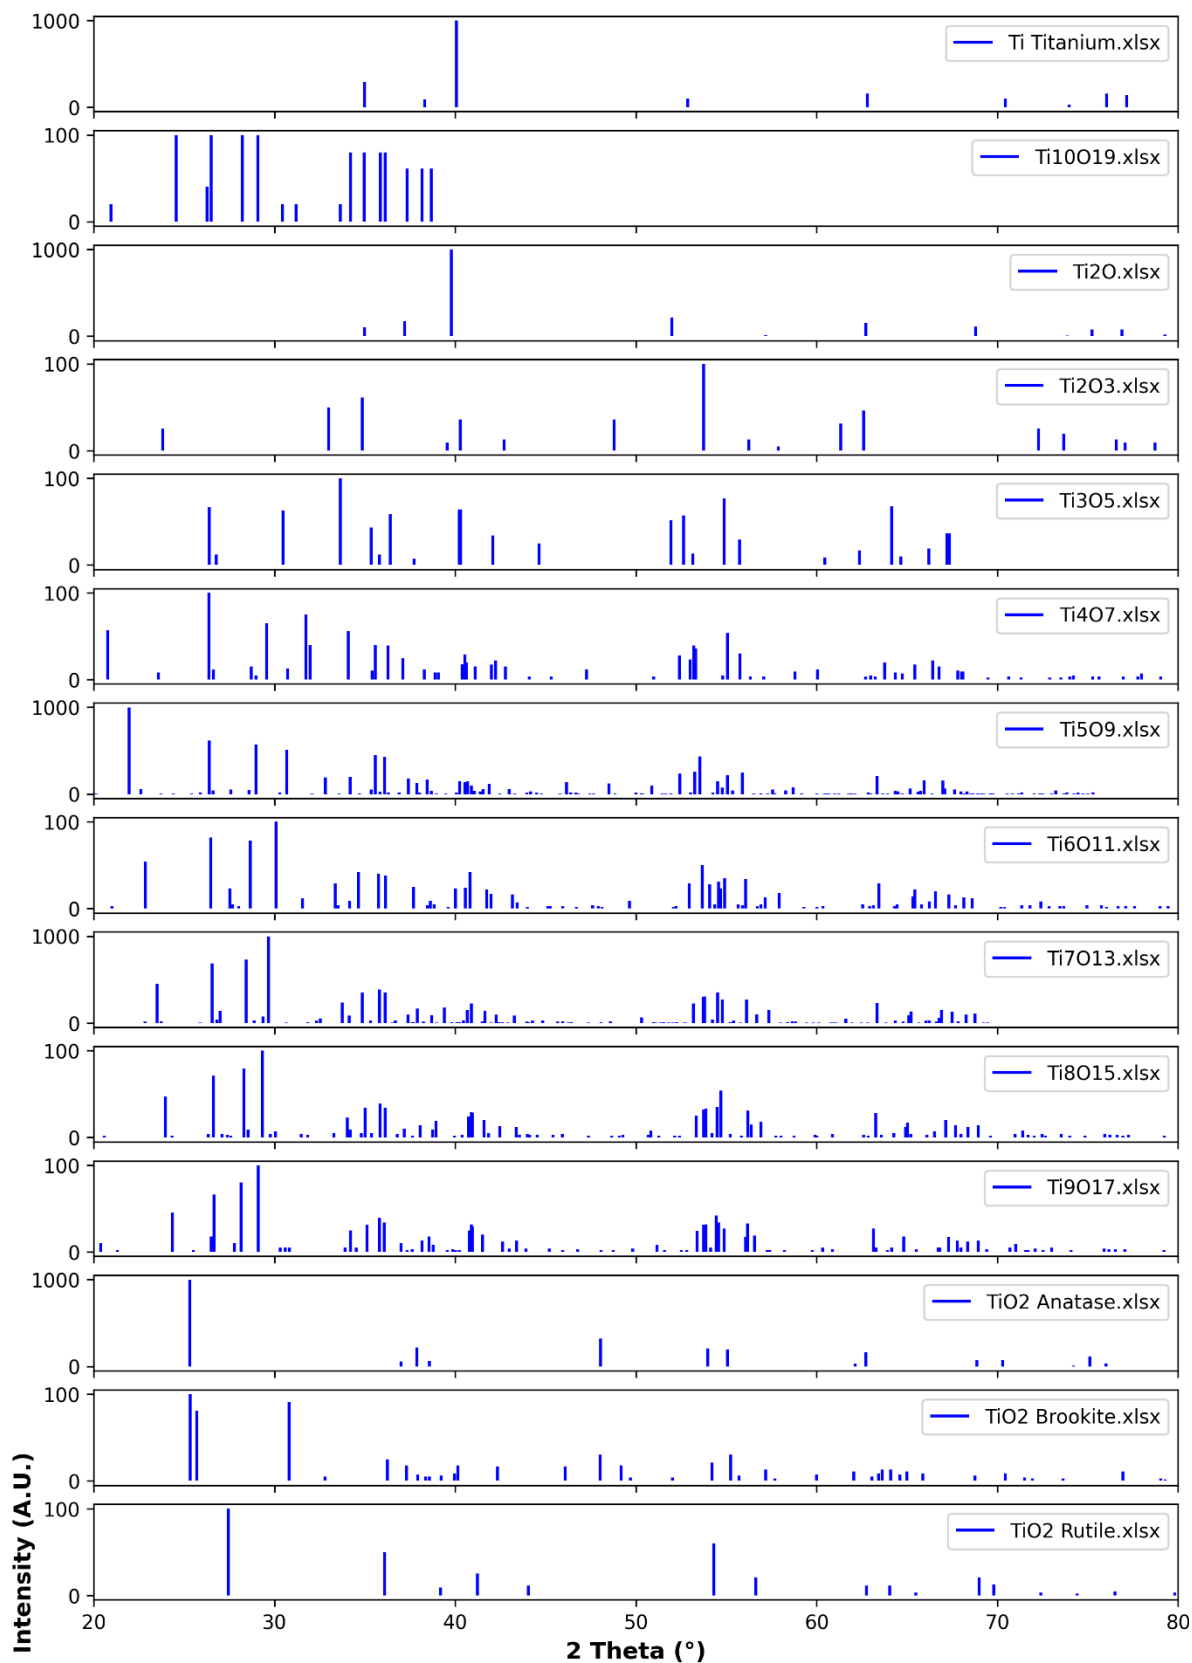 1000
0
Ti Titanium.xlsx
100
0
Ti10O19.xlsx
1000
0
Ti2O.xlsx
100
0
Ti2O3.xlsx
100
0
Ti3O5.xlsx
100
0
Ti4O7.xlsx
1000
0
Ti5O9.xlsx
100
0
Ti6O11.xlsx
1000
0
Ti7O13.xlsx
100
0
Ti8O15.xlsx
100
0
Ti9O17.xlsx
1000
0
TiO2 Anatase.xlsx
100
0
TiO2 Brookite.xlsx
100
0
TiO2 Rutile.xlsx
20 30 40 50 60 70 80
2 Theta (°)
Intensity (A.U.)